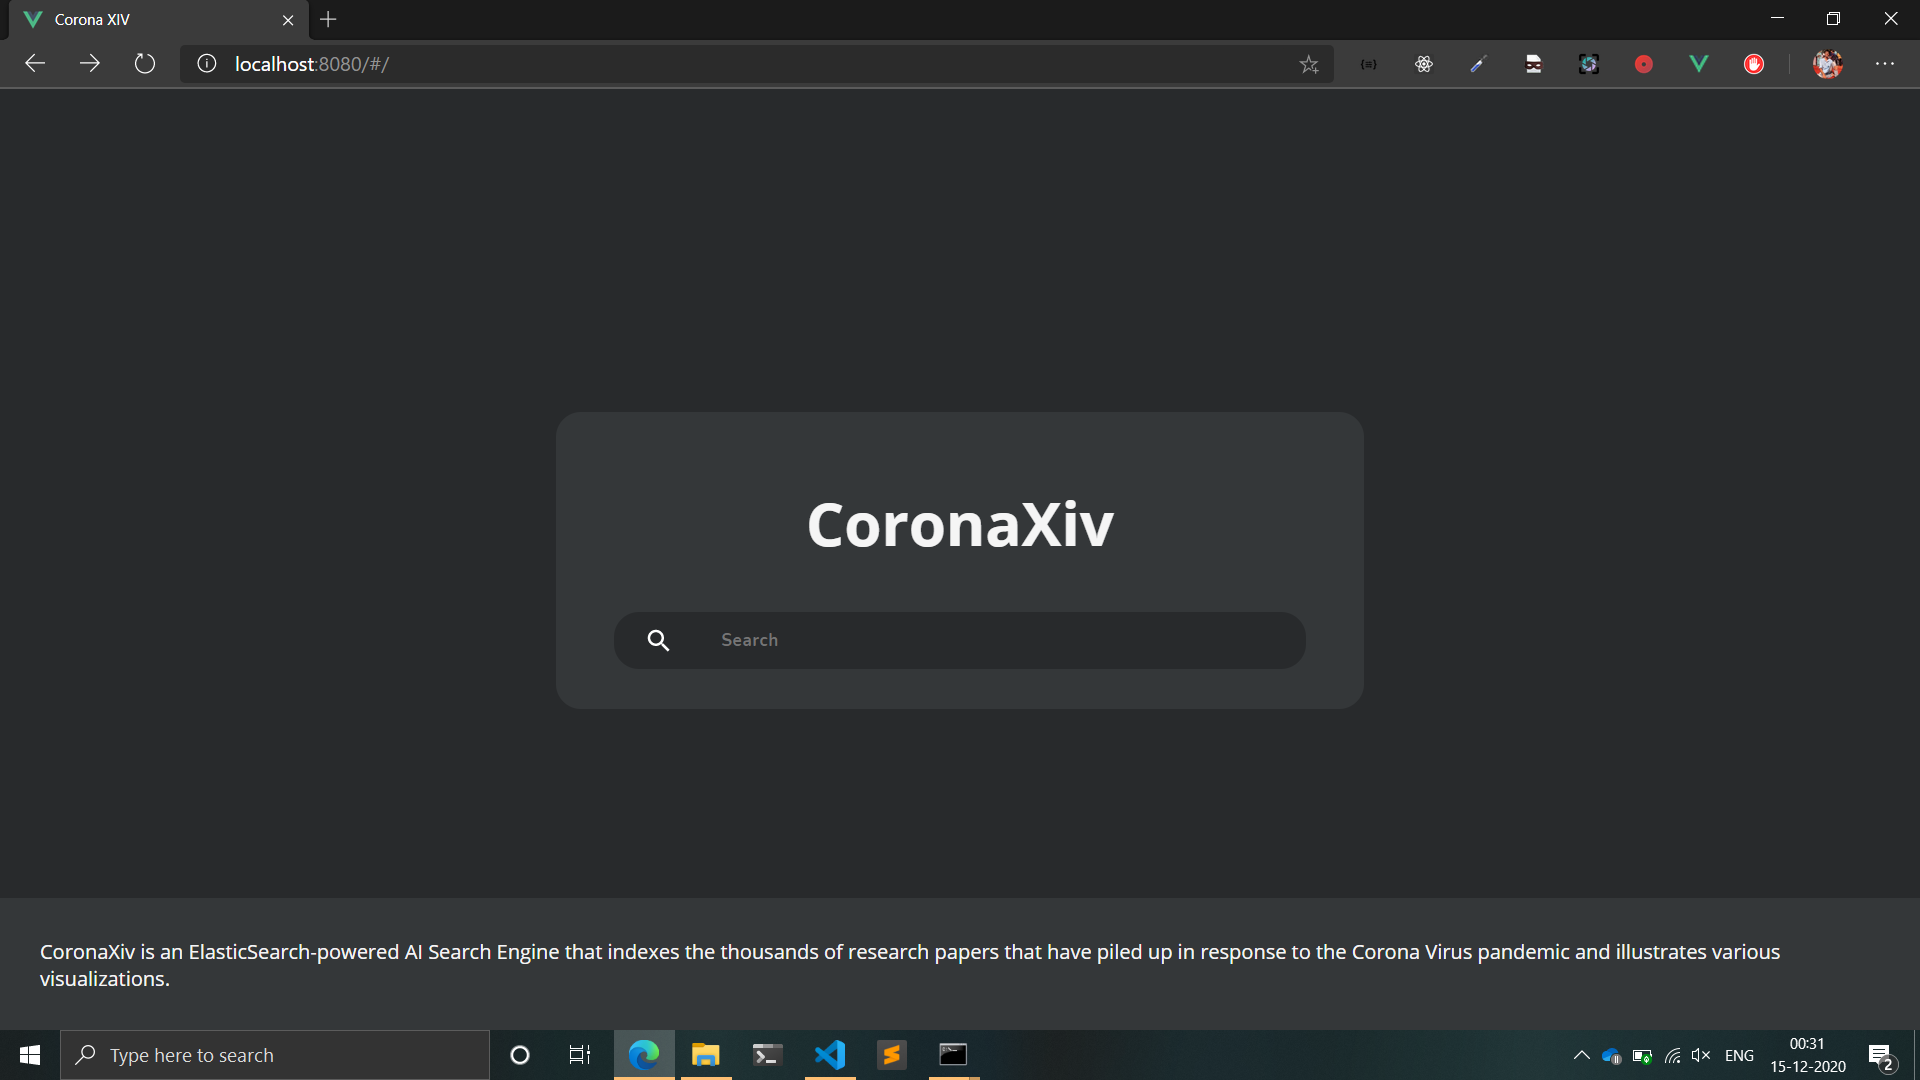 Corona XIV
localhost:8080/#/
CoronaXiv
Search
CoronaXiv is an ElasticSearch-powered AI Search Engine that indexes the thousands of research papers that have piled up in response to the Corona Virus pandemic and illustrates various
visualizations.
Type here to search
ENG
00:31
15-12-2020
2